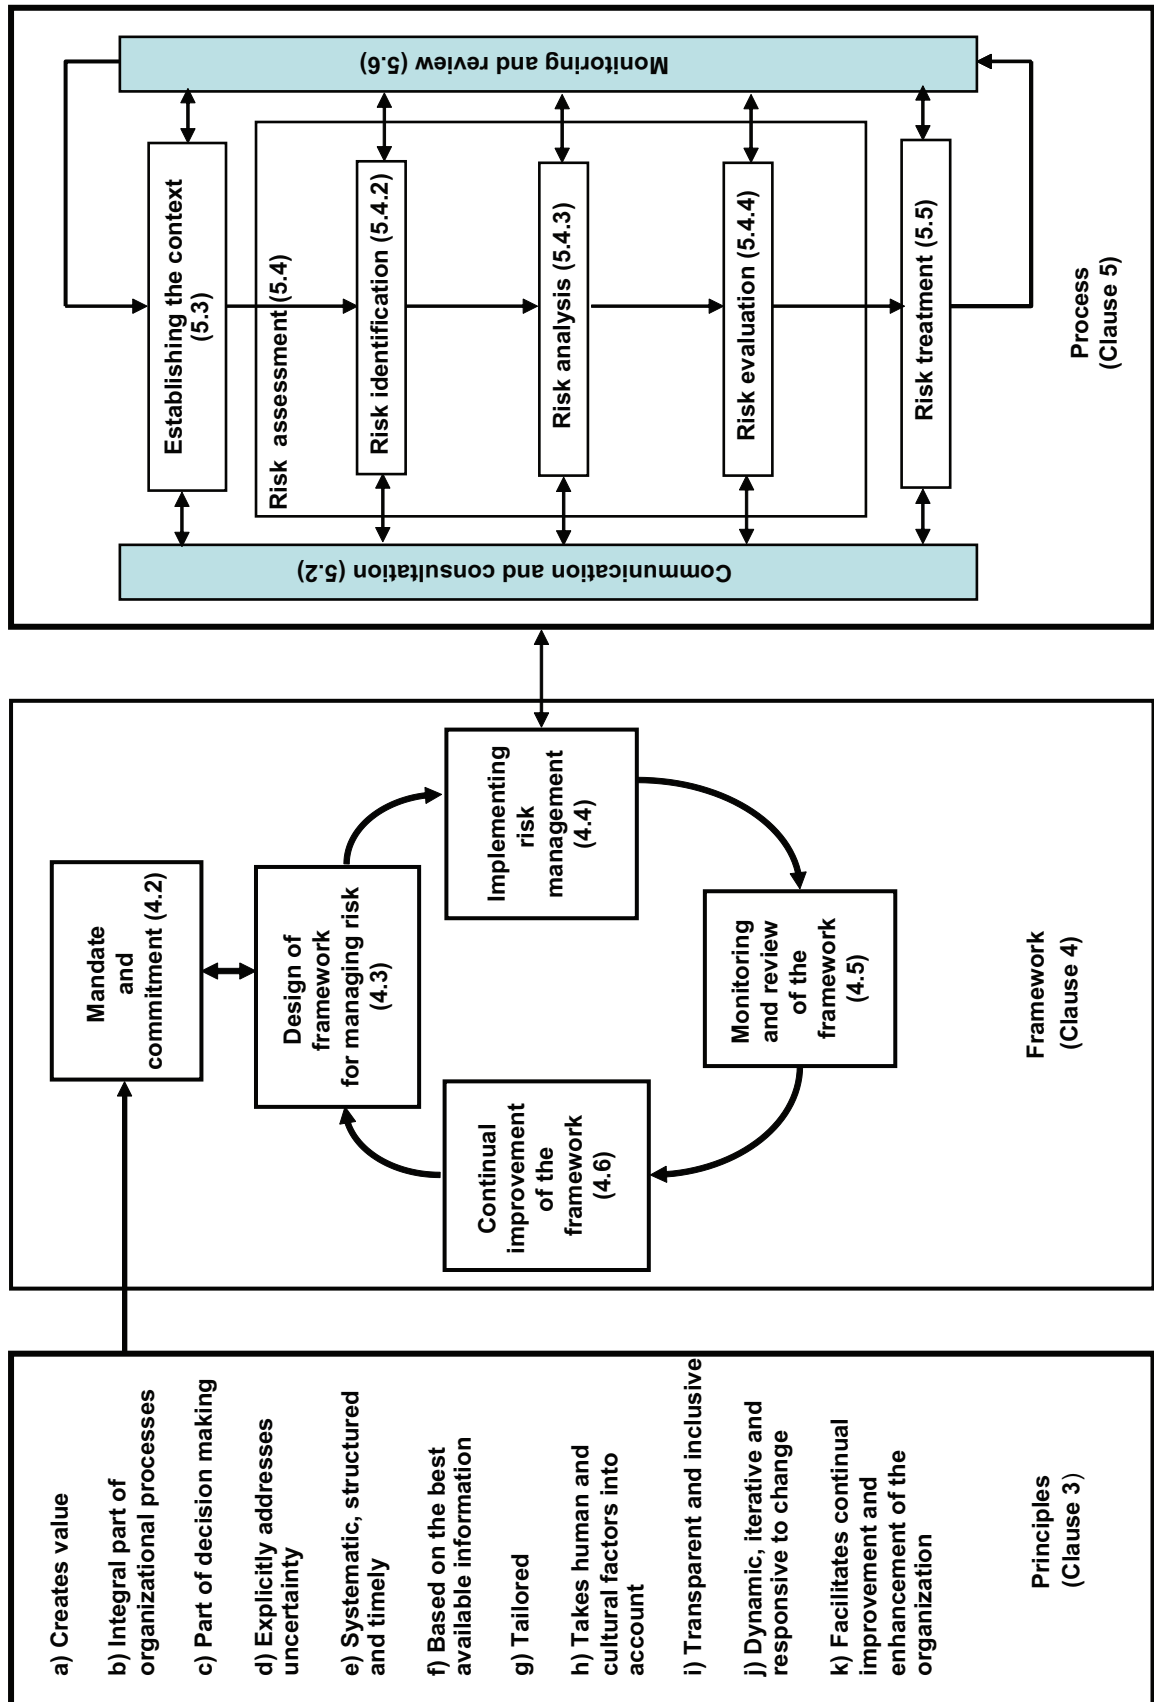 a) Creates value
b) Integral part of
organizational processes
c) Part of decision making
d) Explicitly addresses
uncertainty
e) Systematic, structured
and timely
f) Based on the best
available information
g) Tailored
h) Takes human and
cultural factors into
account
i) Transparent and inclusive
j) Dynamic, iterative and
responsive to change
k) Facilitates continual
improvement and
enhancement of the
organization
Principles
(Clause 3)
Mandate
and
commitment (4.2)
Design of
framework
for managing risk
(4.3)
Implementing
risk
management
(4.4)
Monitoring
and review
of the
framework
(4.5)
Continual
improvement
of the
framework
(4.6)
Framework
(Clause 4)
Communication and consultation (5.2)
Establishing the context
(5.3)
Risk assessment (5.4)
Risk identification (5.4.2)
Risk analysis (5.4.3)
Risk evaluation (5.4.4)
Risk treatment (5.5)
Monitoring and review (5.6)
Process
(Clause 5)